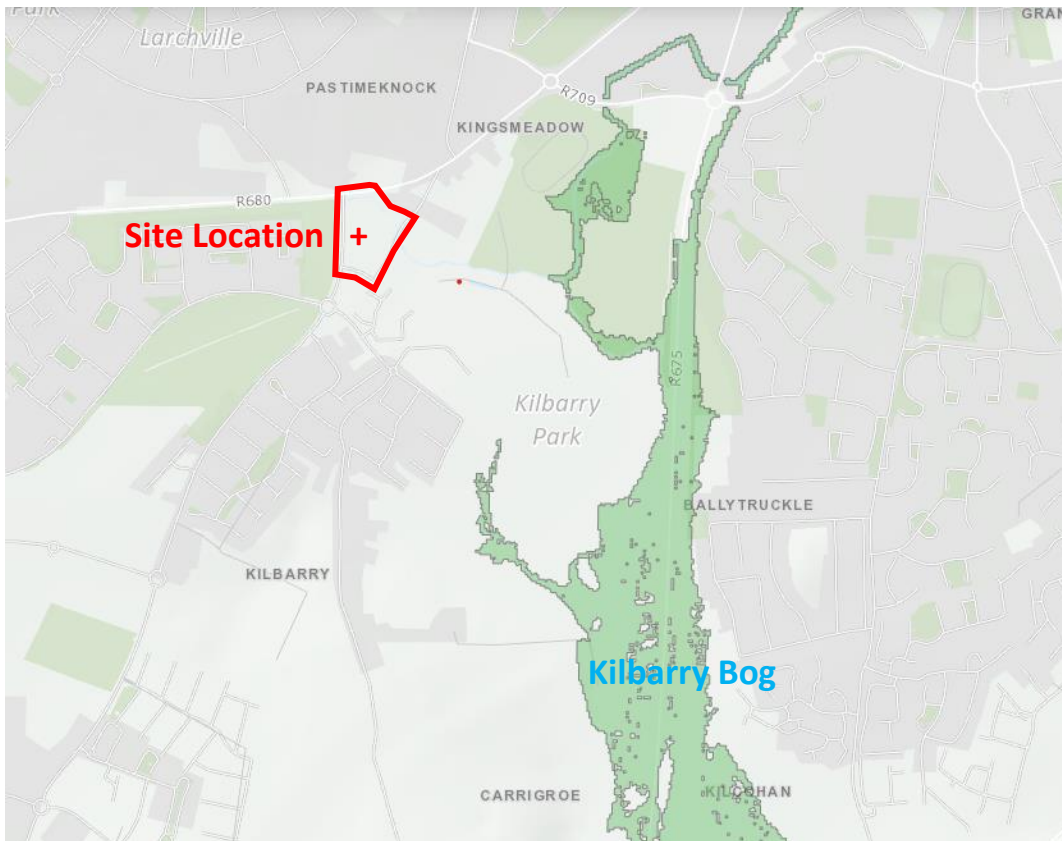 Park
Larchville
GRAN
PASTIMEKNOCK
R709
KINGSMEADOW
R680
Site Location
R675
Kilbarry
Park
BALLYTRUCKLE
KILBARRY
Kilbarry Bog
CARRIGROE
KILCOHAN